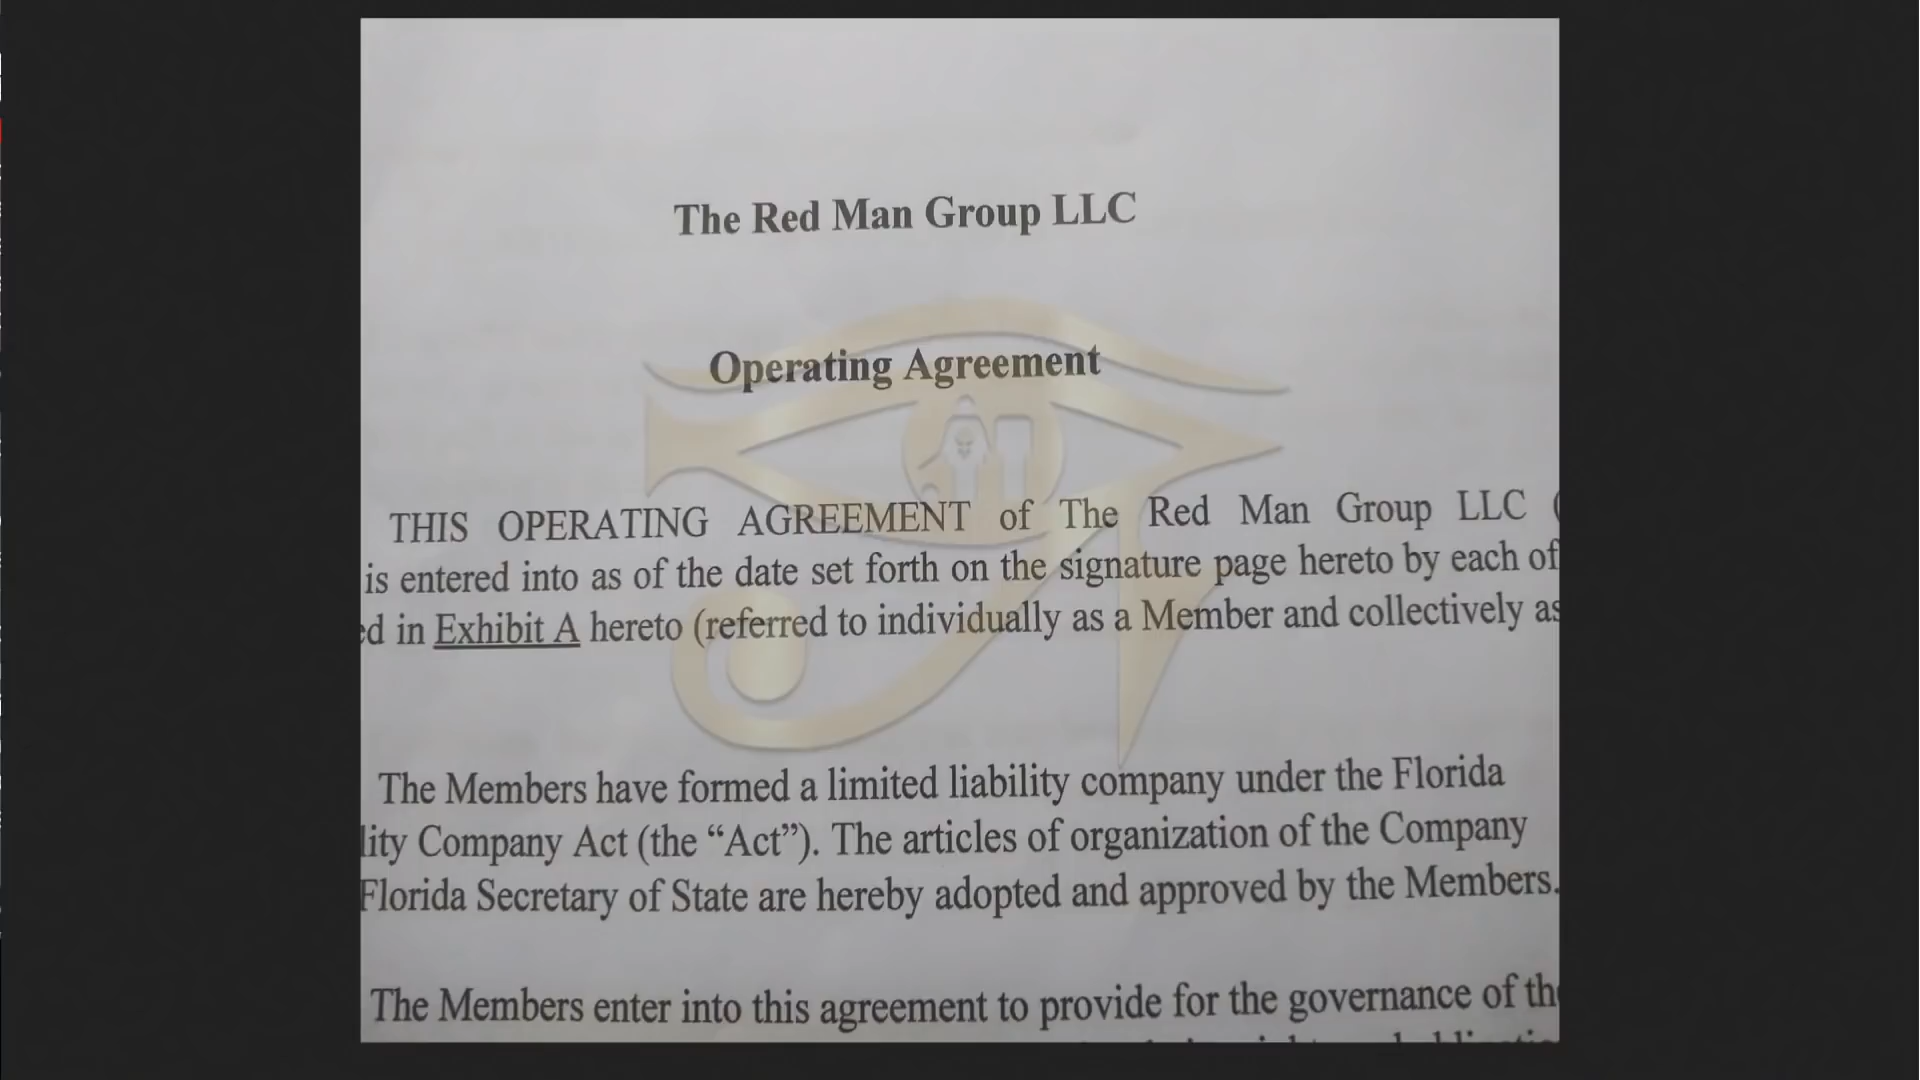 The Red Man Group LLC
Operating Agreement
THIS OPERATING AGREEMENT of The Red Man Group LLC (
is entered into as of the date set forth on the signature page hereto by each of
ed in Exhibit A hereto (referred to individually as a Member and collectively as
The Members have formed a limited liability company under the Florida
lity Company Act (the “Act”). The articles of organization of the Company
Florida Secretary of State are hereby adopted and approved by the Members.
The Members enter into this agreement to provide for the governance of the